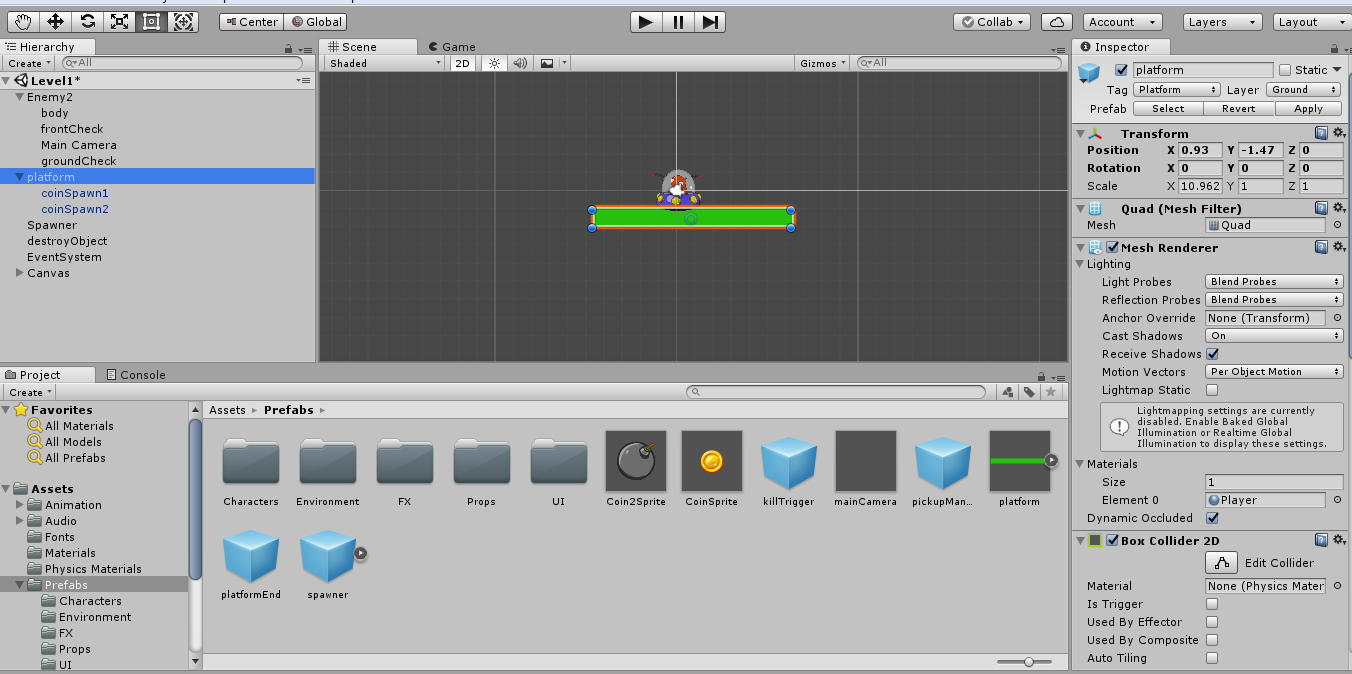 Center Global Collab Account Layers Layout
Hierarchy
Create All
Level1*
Enemy2
body
frontCheck
Main Camera
groundCheck
platform
coinSpawn1
coinSpawn2
Spawner
destroyObject
EventSystem
Canvas
Scene Game
Shaded 2D Gizmos All
Project Console
Create
Favorites
All Materials
All Models
All Prefabs
Assets
Animation
Audio
Fonts
Materials
Physics Materials
Prefabs
Characters
Environment
FX
Props
UI
Assets Prefabs
Characters Environment FX Props UI Coin2Sprite CoinSprite killTrigger mainCamera pickupMan... platform
platformEnd spawner
Inspector
platform Static
Tag Platform Layer Ground
Prefab Select Revert Apply
Transform
Position X 0.93 Y -1.47 Z 0
Rotation X 0 Y 0 Z 0
Scale X 10.962 Y 1 Z 1
Quad (Mesh Filter)
Mesh Quad
Mesh Renderer
Lighting
Light Probes Blend Probes
Reflection Probes Blend Probes
Anchor Override None (Transform)
Cast Shadows On
Receive Shadows
Motion Vectors Per Object Motion
Lightmap Static
Lightmapping settings are currently
disabled. Enable Baked Global
Illumination or Realtime Global
Illumination to display these settings.
Materials
Size 1
Element 0 Player
Dynamic Occluded
Box Collider 2D
Edit Collider
Material None (Physics Mater
Is Trigger
Used By Effector
Used By Composite
Auto Tiling